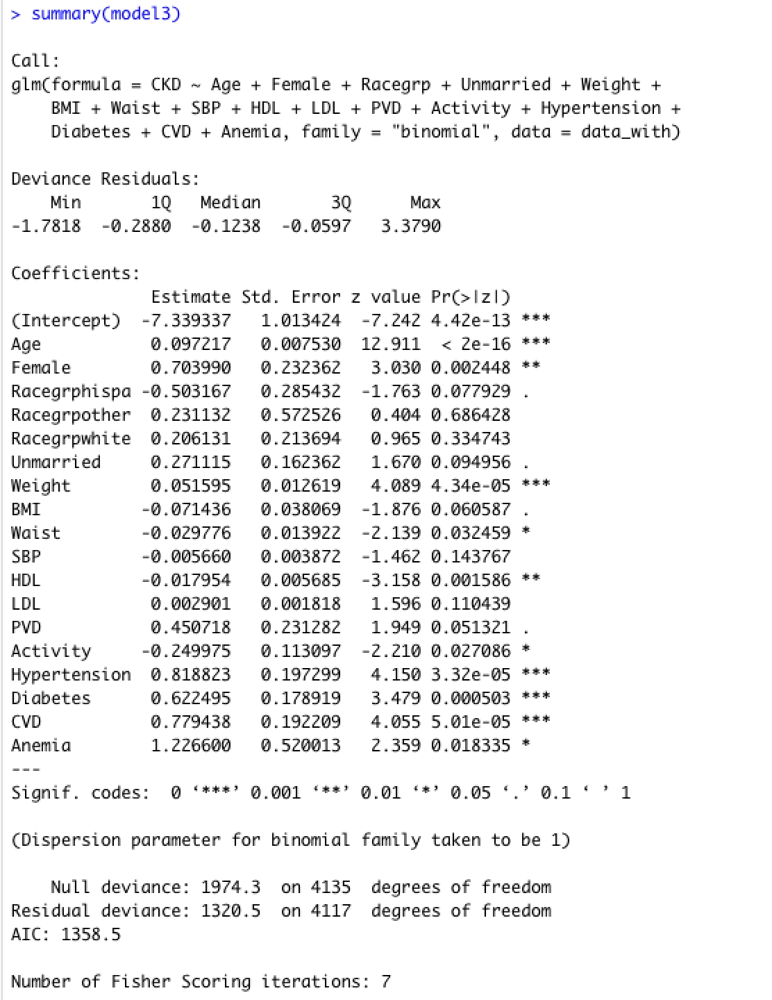 > summary(model3)
Call:
glm(formula = CKD ~ Age + Female + Racegrp + Unmarried + Weight +
    BMI + Waist + SBP + HDL + LDL + PVD + Activity + Hypertension +
    Diabetes + CVD + Anemia, family = "binomial", data = data_with)
Deviance Residuals:
    Min      1Q  Median      3Q     Max
-1.7818 -0.2880 -0.1238 -0.0597  3.3790
Coefficients:
             Estimate Std. Error z value Pr(>|z|)
(Intercept) -7.339337   1.013424  -7.242 4.42e-13 ***
Age          0.097217   0.007530  12.911  < 2e-16 ***
Female       0.703990   0.232362   3.030 0.002448 **
Racegrphispa -0.503167   0.285432  -1.763 0.077929 .
Racegrpother  0.231132   0.572526   0.404 0.686428
Racegrpwhite  0.206131   0.213694   0.965 0.334743
Unmarried    0.271115   0.162362   1.670 0.094956 .
Weight       0.051595   0.012619   4.089 4.34e-05 ***
BMI         -0.071436   0.038069  -1.876 0.060587 .
Waist       -0.029776   0.013922  -2.139 0.032459 *
SBP         -0.005660   0.003872  -1.462 0.143767
HDL         -0.017954   0.005685  -3.158 0.001586 **
LDL          0.002901   0.001818   1.596 0.110439
PVD          0.450718   0.231282   1.949 0.051321 .
Activity    -0.249975   0.113097  -2.210 0.027086 *
Hypertension  0.818823   0.197299   4.150 3.32e-05 ***
Diabetes     0.622495   0.178919   3.479 0.000503 ***
CVD          0.779438   0.192209   4.055 5.01e-05 ***
Anemia       1.226600   0.520013   2.359 0.018335 *
---
Signif. codes:  0 ‘***’ 0.001 ‘**’ 0.01 ‘*’ 0.05 ‘.’ 0.1 ‘ ’ 1
(Dispersion parameter for binomial family taken to be 1)
    Null deviance: 1974.3  on 4135  degrees of freedom
Residual deviance: 1320.5  on 4117  degrees of freedom
AIC: 1358.5
Number of Fisher Scoring iterations: 7